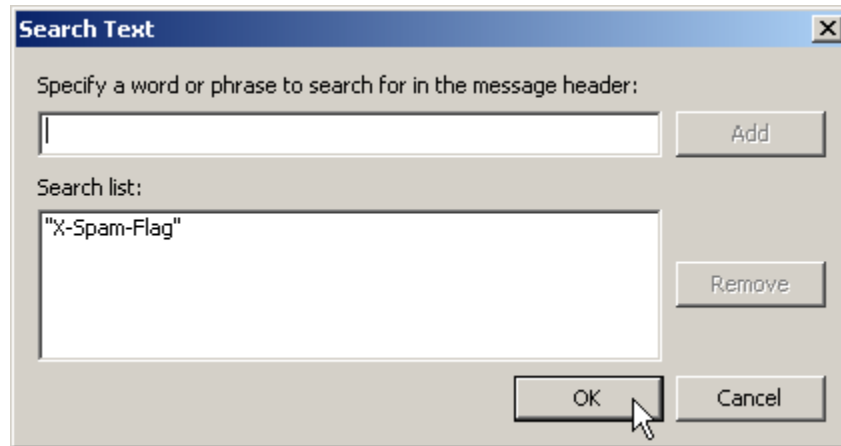 Search Text
Specify a word or phrase to search for in the message header:
Add
Search list:
"X-Spam-Flag"
Remove
OK
Cancel